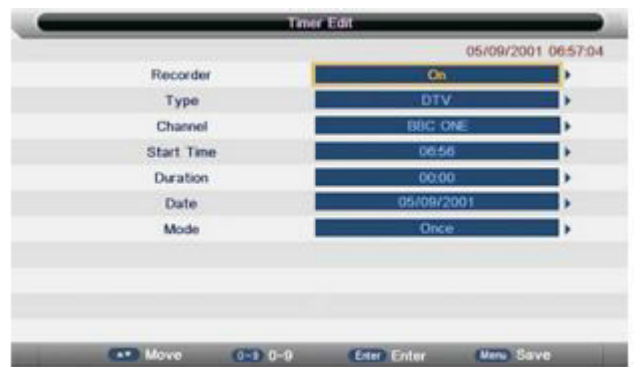 Timer Edit
05/09/2001 06:57:04
Recorder On
Type DTV
Channel BBC ONE
Start Time 06:56
Duration 00:00
Date 05/09/2001
Mode Once
Move 0~9 0-9 Enter Enter Menu Save